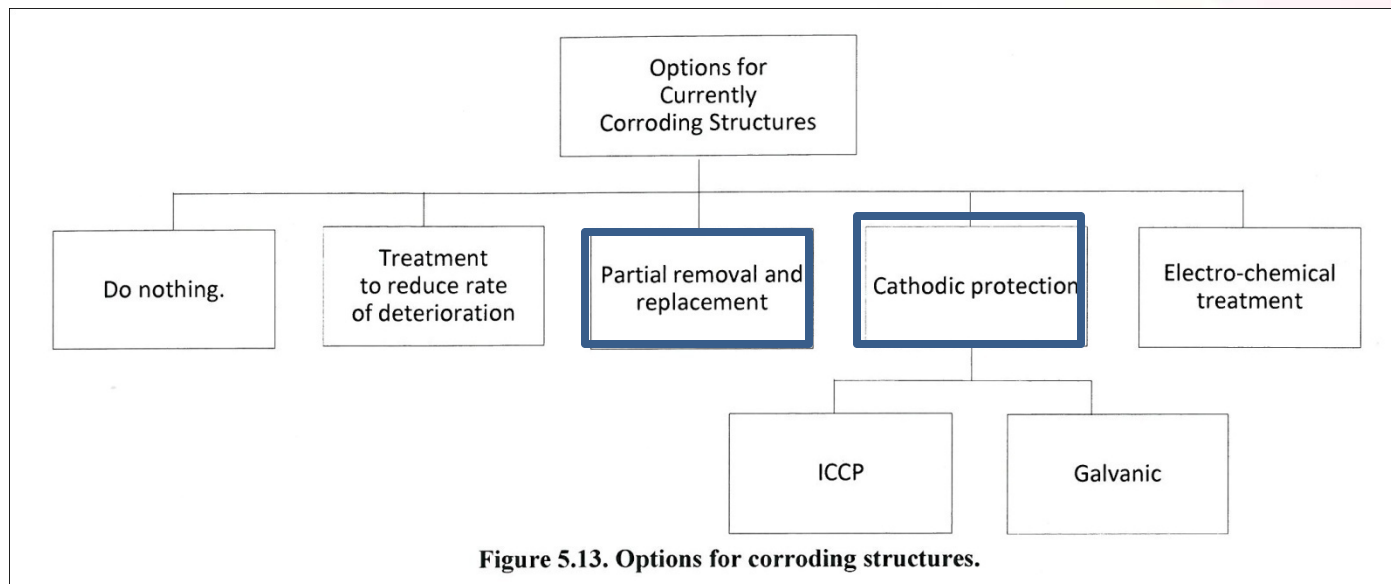 Options for
Currently
Corroding Structures
Do nothing.
Treatment
to reduce rate
of deterioration
Partial removal and
replacement
Cathodic protection
Electro-chemical
treatment
ICCP
Galvanic
Figure 5.13. Options for corroding structures.